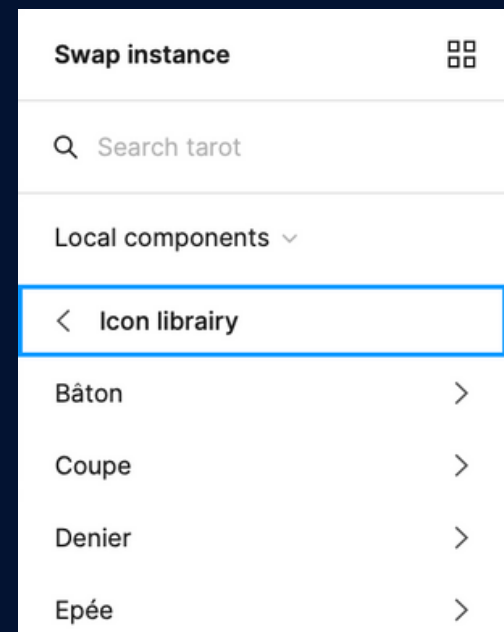 Swap instance
Search tarot
Local components
Icon librairy
Bâton
Coupe
Denier
Epée